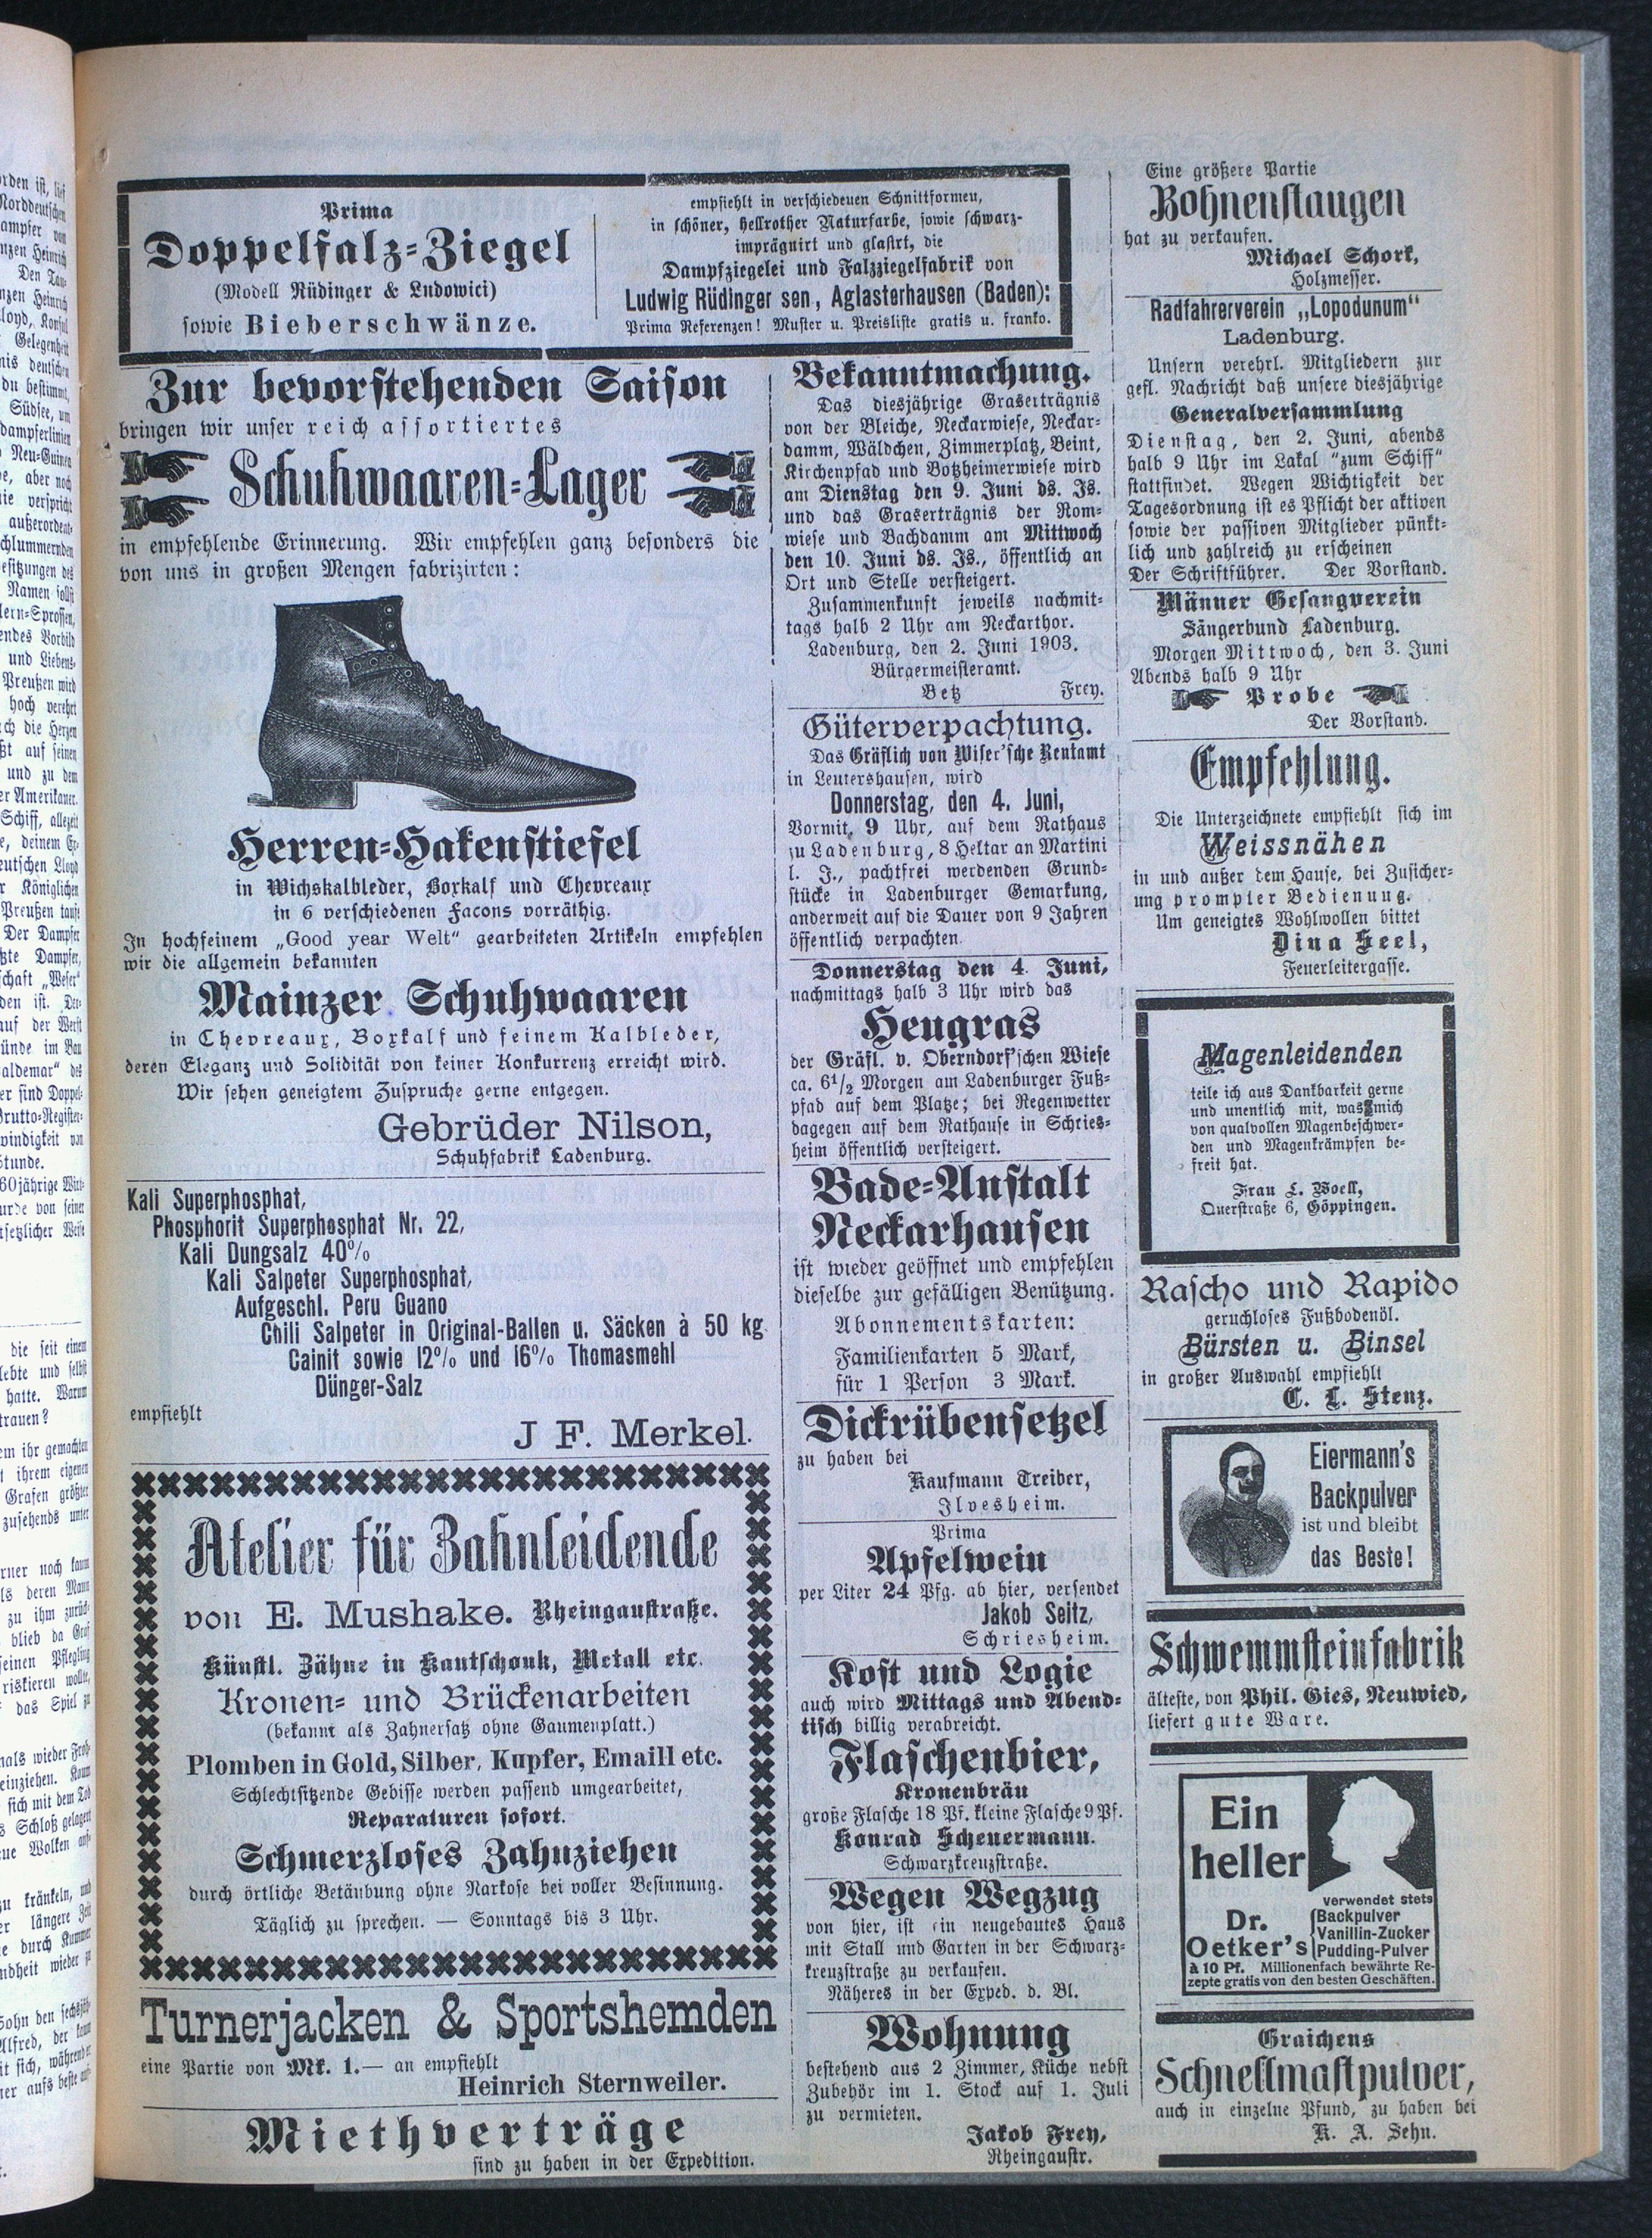 Prima
Doppelfalz-Ziegel
(Modell Rüdinger & Ludowici)
sowie Bieberschwänze.
empfiehlt in verschiedenen Schnittformen,
in schöner, hellrother Naturfarbe, sowie schwarz-
imprägnirt und glasirt, die
Dampfziegelei und Falzziegelfabrik von
Ludwig Rüdinger sen, Aglasterhausen (Baden):
Prima Referenzen! Muster u. Preisliste gratis u. franko.
Zur bevorstehenden Saison
bringen wir unser reich assortiertes
Schuhwaaren-Lager
in empfehlende Erinnerung. Wir empfehlen ganz besonders die
von uns in großen Mengen fabrizirten:
Herren-Hakenstiefel
in Wichskalbleder, Boxkalf und Chevreaux
in 6 verschiedenen Facons vorräthig.
In hochfeinem „Good year Welt“ gearbeiteten Artikeln empfehlen
wir die allgemein bekannten
Mainzer Schuhwaaren
in Chevreaux, Boxkalf und feinem Kalbleder,
deren Eleganz und Solidität von keiner Konkurrenz erreicht wird.
Wir sehen geneigtem Zuspruche gerne entgegen.
Gebrüder Nilson,
Schuhfabrik Ladenburg.
Kali Superphosphat,
Phosphorit Superphosphat Nr. 22,
Kali Dungsalz 40%
Kali Salpeter Superphosphat,
Aufgeschl. Peru Guano
Chili Salpeter in Original-Ballen u. Säcken à 50 kg
Cainit sowie 12% und 16% Thomasmehl
Dünger-Salz
empfiehlt
J F. Merkel.
Atelier für Zahnleidende
von E. Mushake. Rheingaustraße.
Künstl. Zähne in Kautschouk, Metall etc.
Kronen- und Brückenarbeiten
(bekannt als Zahnersatz ohne Gaumenplatt.)
Plomben in Gold, Silber, Kupfer, Emaill etc.
Schlechtsitzende Gebisse werden passend umgearbeitet,
Reparaturen sofort.
Schmerzloses Zahnziehen
durch örtliche Betäubung ohne Narkose bei voller Besinnung.
Täglich zu sprechen. — Sonntags bis 3 Uhr.
Turnerjacken & Sportshemden
eine Partie von Mk. 1.— an empfiehlt
Heinrich Sternweiler.
Miethverträge
sind zu haben in der Expedition.
Bekanntmachung.
Das diesjährige Graserträgnis
von der Bleiche, Neckarwiese, Neckar-
damm, Wäldchen, Zimmerplatz, Beint,
Kirchenpfad und Botzheimerwiese wird
am Dienstag den 9. Juni ds. Js.
und das Graserträgnis der Rom-
wiese und Bachdamm am Mittwoch
den 10. Juni ds. Js., öffentlich an
Ort und Stelle versteigert.
Zusammenkunft jeweils nachmit-
tags halb 2 Uhr am Neckarthor.
Ladenburg, den 2. Juni 1903.
Bürgermeisteramt.
Betz Frey.
Güterverpachtung.
Das Gräflich von Wiser'sche Rentamt
in Leutershausen, wird
Donnerstag, den 4. Juni,
Vormit. 9 Uhr, auf dem Rathaus
zu Ladenburg, 8 Hektar an Martini
l. J., pachtfrei werdenden Grund-
stücke in Ladenburger Gemarkung,
anderweit auf die Dauer von 9 Jahren
öffentlich verpachten.
Donnerstag den 4. Juni,
nachmittags halb 3 Uhr wird das
Heugras
der Gräfl. v. Oberndorf'schen Wiese
ca. 6½ Morgen am Ladenburger Fuß-
pfad auf dem Platze; bei Regenwetter
dagegen auf dem Rathause in Schries-
heim öffentlich versteigert.
Bade-Anstalt
Neckarhausen
ist wieder geöffnet und empfehlen
dieselbe zur gefälligen Benützung.
Abonnementskarten:
Familienkarten 5 Mark,
für 1 Person 3 Mark.
Dickrübensetzel
zu haben bei
Kaufmann Treiber,
Ilvesheim.
Prima
Apfelwein
per Liter 24 Pfg. ab hier, versendet
Jakob Seitz,
Schriesheim.
Kost und Logie
auch wird Mittags und Abend-
tisch billig verabreicht.
Flaschenbier,
Kronenbräu
große Flasche 18 Pf. kleine Flasche 9 Pf.
Konrad Scheuermann.
Schwarzkreuzstraße.
Wegen Wegzug
von hier, ist ein neugebautes Haus
mit Stall und Garten in der Schwarz-
kreuzstraße zu verkaufen.
Näheres in der Exped. d. Bl.
Wohnung
bestehend aus 2 Zimmer, Küche nebst
Zubehör im 1. Stock auf 1. Juli
zu vermieten.
Jakob Frey,
Rheingaustr.
Eine größere Partie
Bohnenstangen
hat zu verkaufen.
Michael Schork,
Holzmesser.
Radfahrerverein „Lopodunum“
Ladenburg.
Unsern verehrl. Mitgliedern zur
gefl. Nachricht daß unsere diesjährige
Generalversammlung
Dienstag, den 2. Juni, abends
halb 9 Uhr im Lakal "zum Schiff"
stattfindet. Wegen Wichtigkeit der
Tagesordnung ist es Pflicht der aktiven
sowie der passiven Mitglieder pünkt-
lich und zahlreich zu erscheinen
Der Schriftführer. Der Vorstand.
Männer Gesangverein
Sängerbund Ladenburg.
Morgen Mittwoch, den 3. Juni
Abends halb 9 Uhr
Probe
Der Vorstand.
Empfehlung.
Die Unterzeichnete empfiehlt sich im
Weissnähen
in und außer dem Hause, bei Zusicher-
ung prompter Bedienung.
Um geneigtes Wohlwollen bittet
Dina Heel,
Feuerleitergasse.
Magenleidenden
teile ich aus Dankbarkeit gerne
und unentlich mit, was mich
von qualvollen Magenbeschwer-
den und Magenkrämpfen be-
freit hat.
Frau L. Woell,
Querstraße 6, Göppingen.
Rascho und Rapido
geruchloses Fußbodenöl.
Bürsten u. Binsel
in großer Auswahl empfiehlt
C. L. Stenz.
Eiermann's
Backpulver
ist und bleibt
das Beste!
Schwemmsteinfabrik
älteste, von Phil. Gies, Neuwied,
liefert gute Ware.
Ein
heller
verwendet stets
Dr.
Oetker's
Backpulver
Vanillin-Zucker
Pudding-Pulver
à 10 Pf. Millionenfach bewährte Re-
zepte gratis von den besten Geschäften.
Graichens
Schnellmastpulver,
auch in einzelne Pfund, zu haben bei
K. A. Sehn.